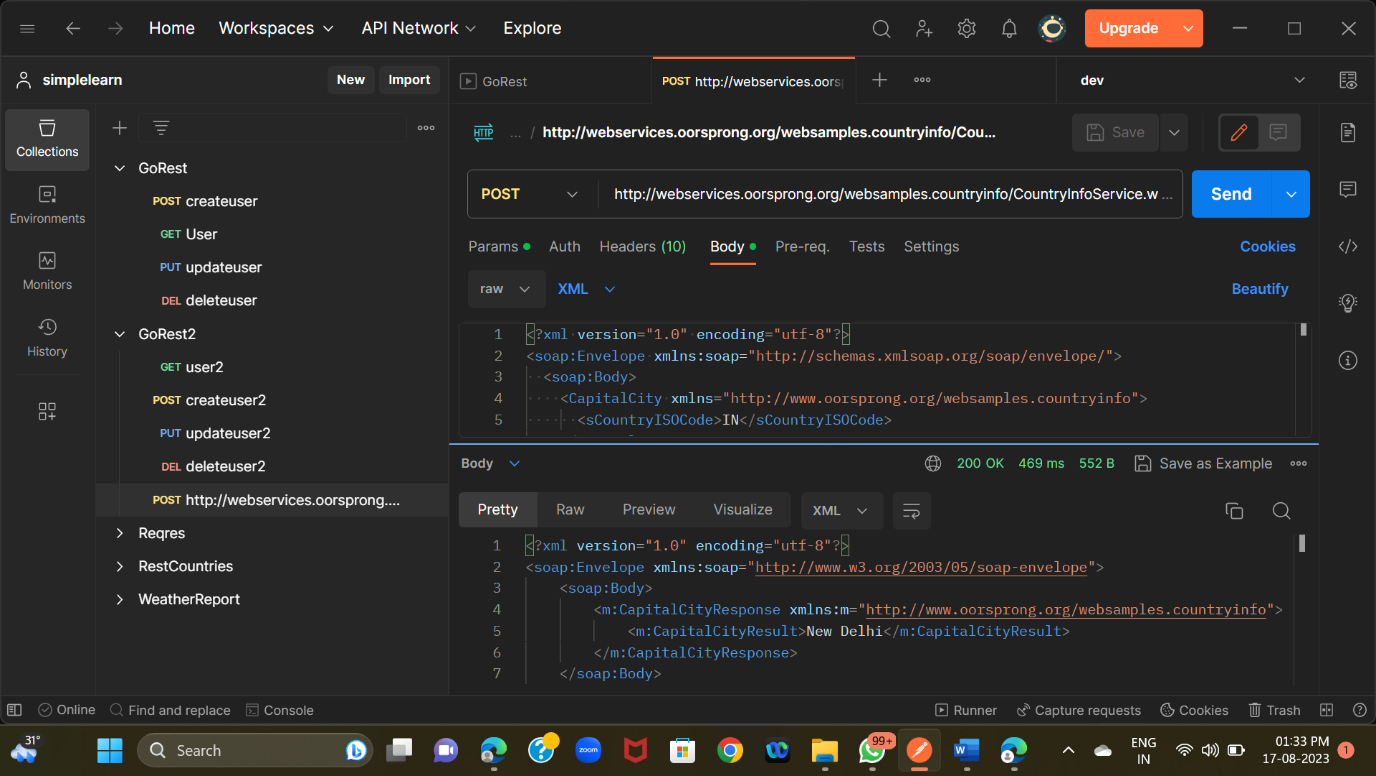 Home Workspaces API Network Explore Upgrade
simplelearn New Import GoRest POST http://webservices.oors dev
Collections
Environments
Monitors
History
GoRest
POST createuser
GET User
PUT updateuser
DEL deleteuser
GoRest2
GET user2
POST createuser2
PUT updateuser2
DEL deleteuser2
POST http://webservices.oorsprong....
Reqres
RestCountries
WeatherReport
HTTP ... / http://webservices.oorsprong.org/websamples.countryinfo/Cou... Save
POST http://webservices.oorsprong.org/websamples.countryinfo/CountryInfoService.w ... Send
Params Auth Headers (10) Body Pre-req. Tests Settings Cookies
raw XML Beautify
1 <?xml version="1.0" encoding="utf-8"?>
2 <soap:Envelope xmlns:soap="http://schemas.xmlsoap.org/soap/envelope/">
3 <soap:Body>
4 <CapitalCity xmlns="http://www.oorsprong.org/websamples.countryinfo">
5 <sCountryISOCode>IN</sCountryISOCode>
Body 200 OK 469 ms 552 B Save as Example
Pretty Raw Preview Visualize XML
1 <?xml version="1.0" encoding="utf-8"?>
2 <soap:Envelope xmlns:soap="http://www.w3.org/2003/05/soap-envelope">
3 <soap:Body>
4 <m:CapitalCityResponse xmlns:m="http://www.oorsprong.org/websamples.countryinfo">
5 <m:CapitalCityResult>New Delhi</m:CapitalCityResult>
6 </m:CapitalCityResponse>
7 </soap:Body>
Online Find and replace Console Runner Capture requests Cookies Trash
31° Search zoom 99+ ENG 01:33 PM 1
IN 17-08-2023